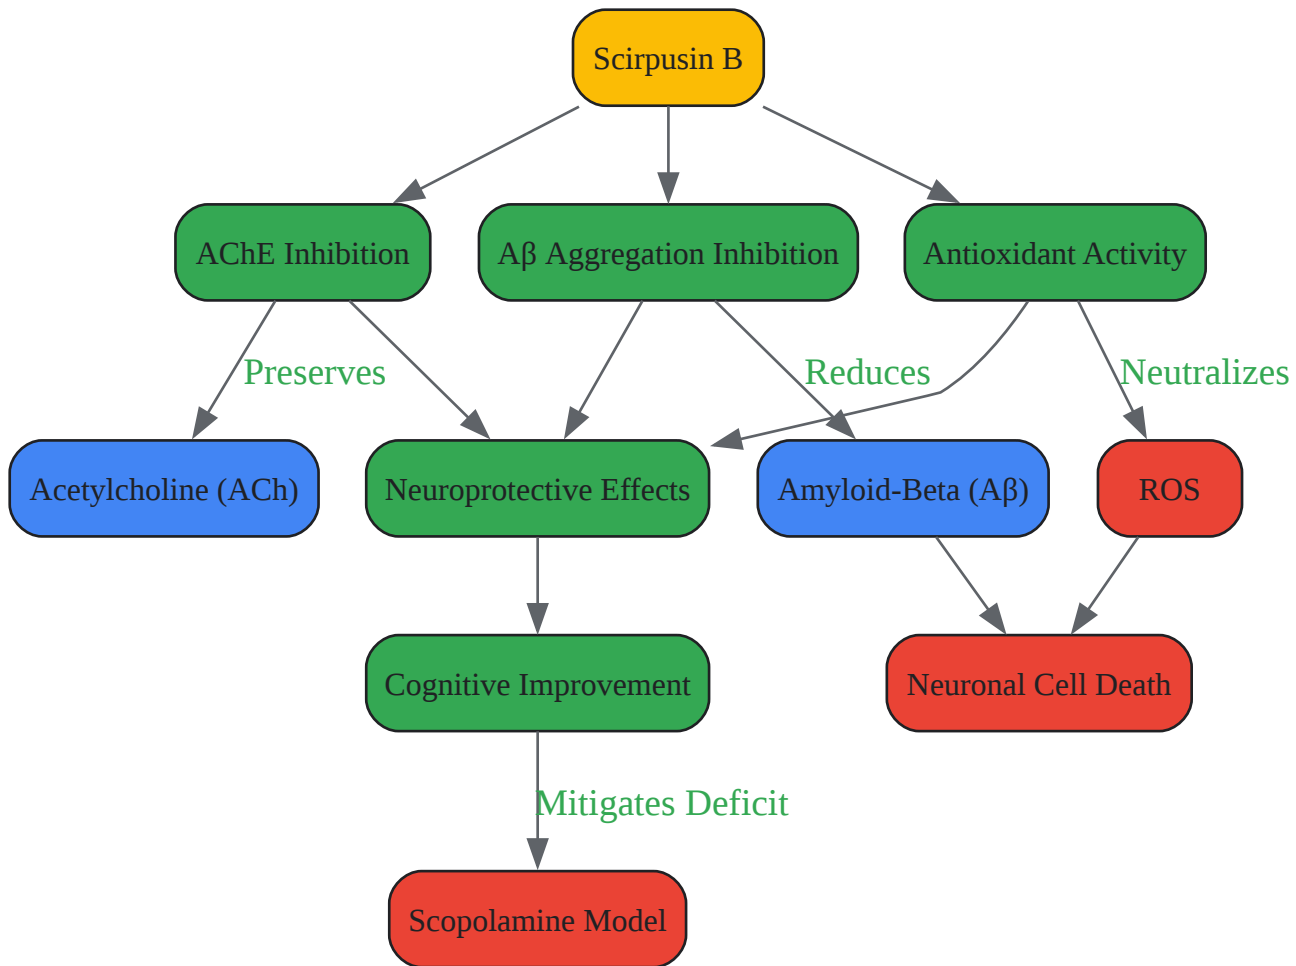 Scirpusin B
AChE Inhibition
Aβ Aggregation Inhibition
Antioxidant Activity
Preserves
Reduces
Neutralizes
Acetylcholine (ACh)
Neuroprotective Effects
Amyloid-Beta (Aβ)
ROS
Cognitive Improvement
Neuronal Cell Death
Mitigates Deficit
Scopolamine Model